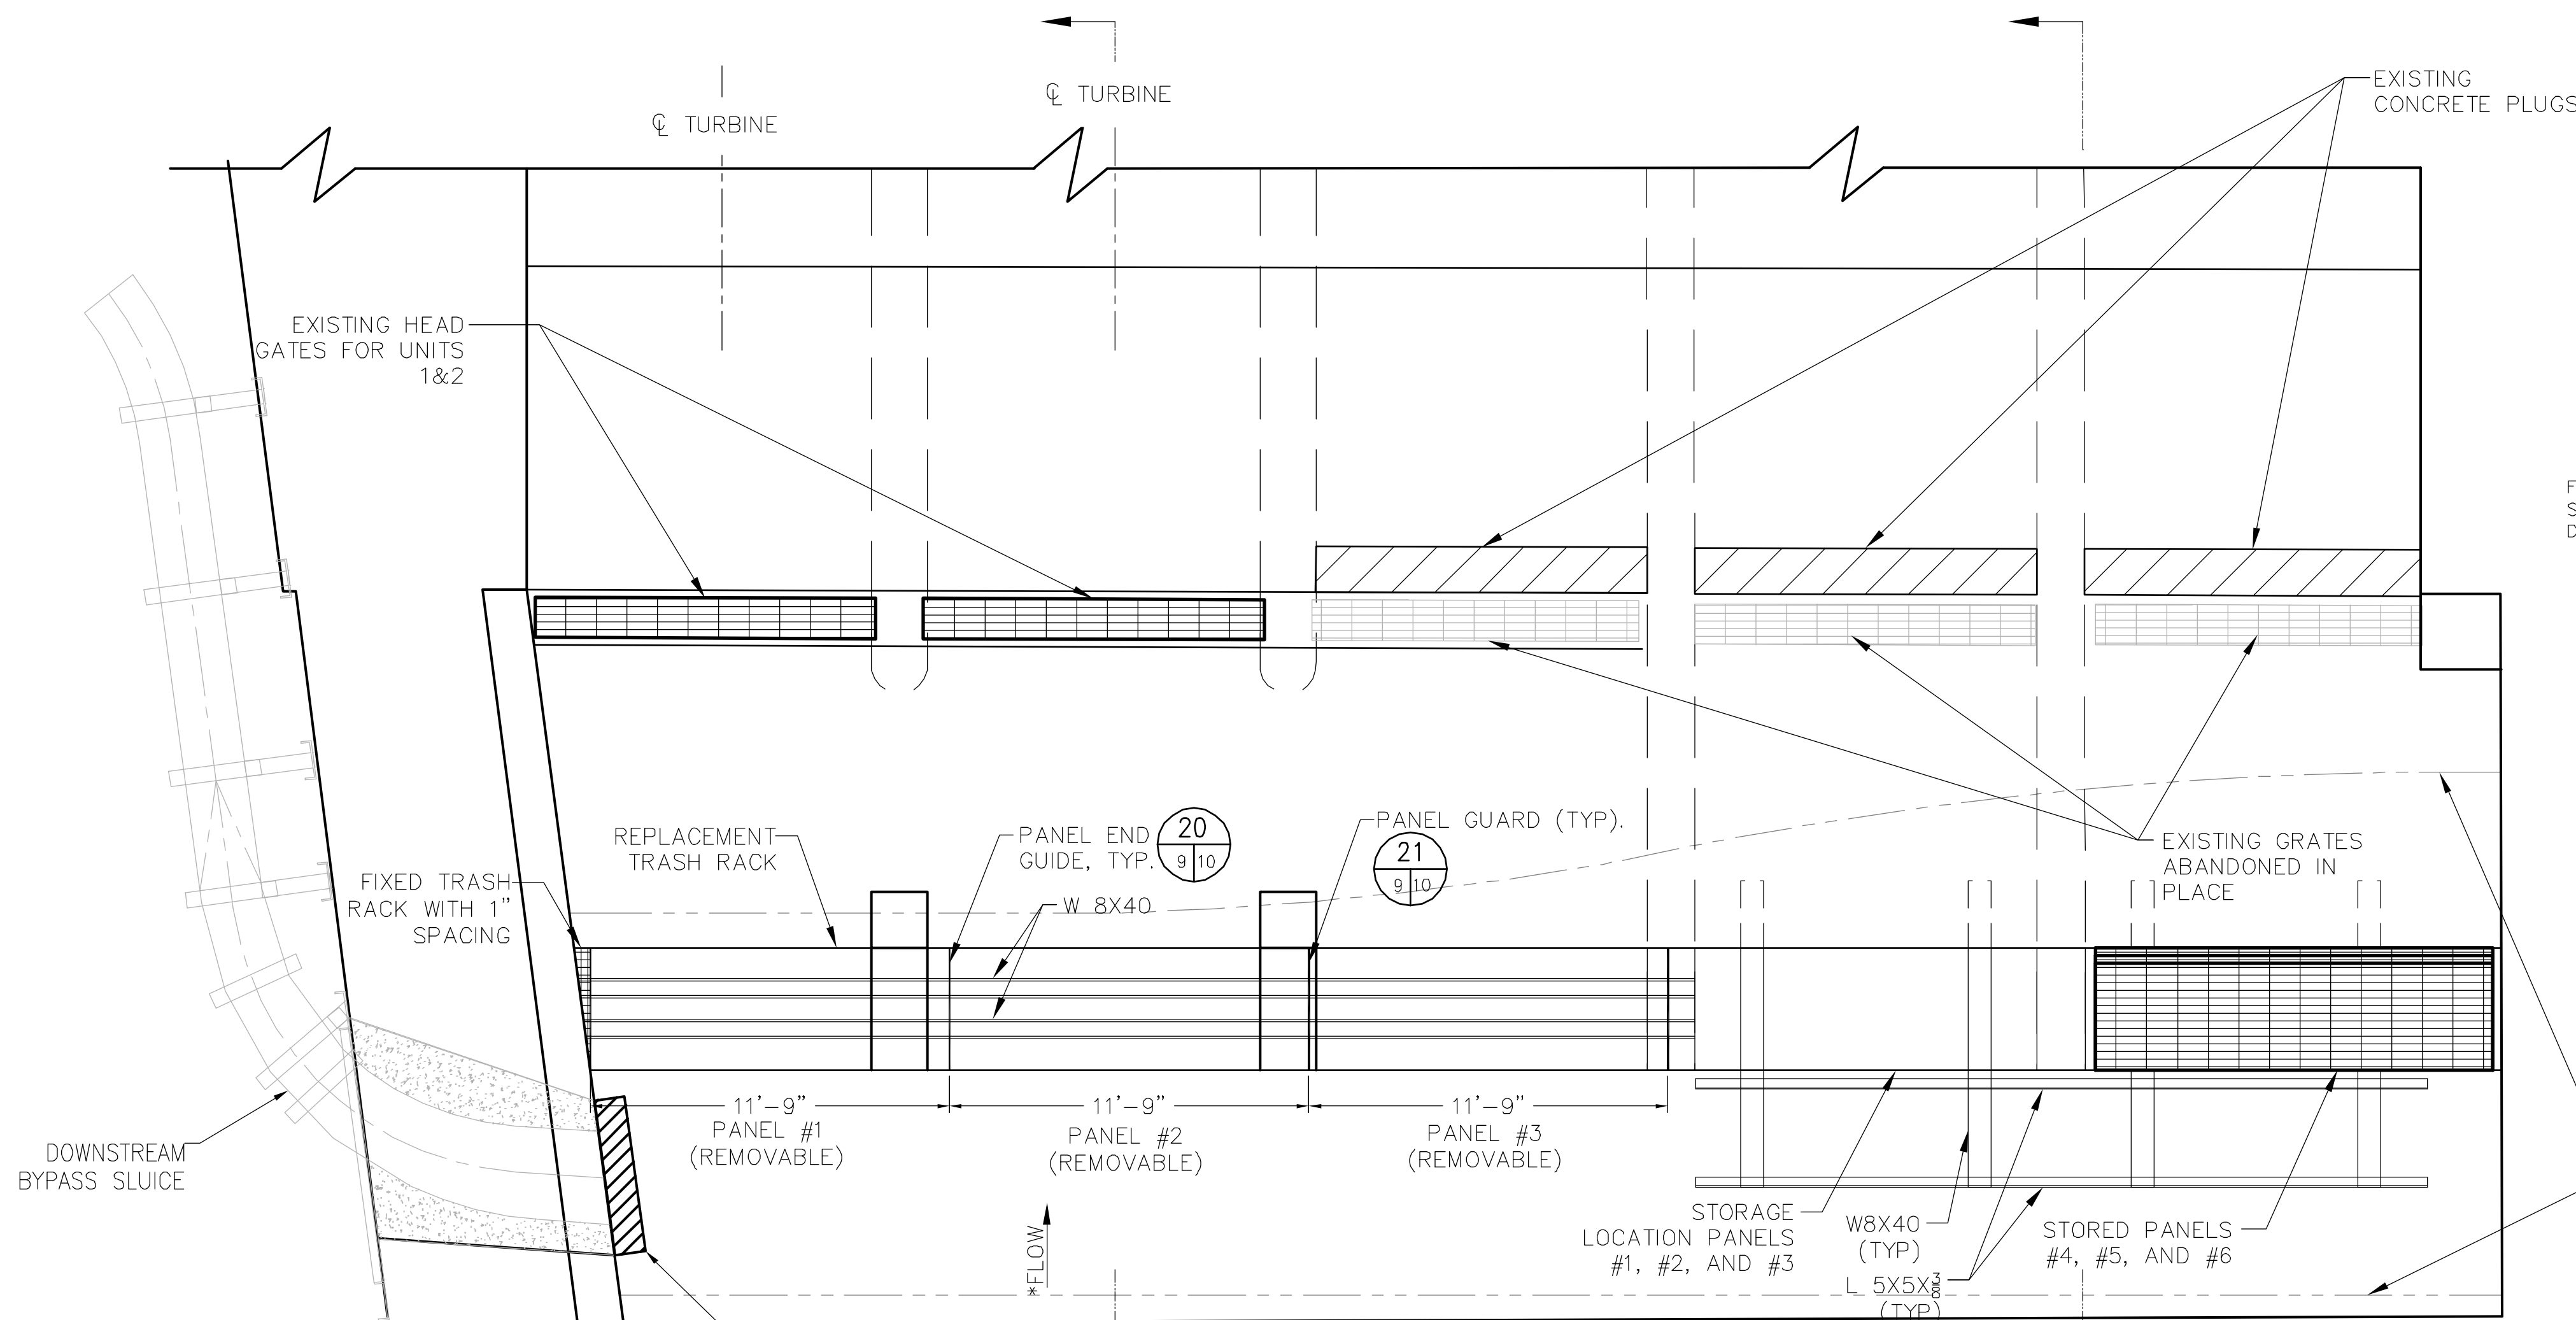 ℄ TURBINE
℄ TURBINE
EXISTING
CONCRETE PLUGS
EXISTING HEAD
GATES FOR UNITS
1&2
F
S
D
REPLACEMENT
TRASH RACK
PANEL END
GUIDE, TYP.
20
9 10
PANEL GUARD (TYP).
21
9 10
EXISTING GRATES
ABANDONED IN
PLACE
FIXED TRASH
RACK WITH 1"
SPACING
W 8X40
11'-9"
PANEL #1
(REMOVABLE)
11'-9"
PANEL #2
(REMOVABLE)
11'-9"
PANEL #3
(REMOVABLE)
DOWNSTREAM
BYPASS SLUICE
*FLOW
STORAGE
LOCATION PANELS
#1, #2, AND #3
W8X40
(TYP)
L 5X5X3/8
(TYP)
STORED PANELS
#4, #5, AND #6